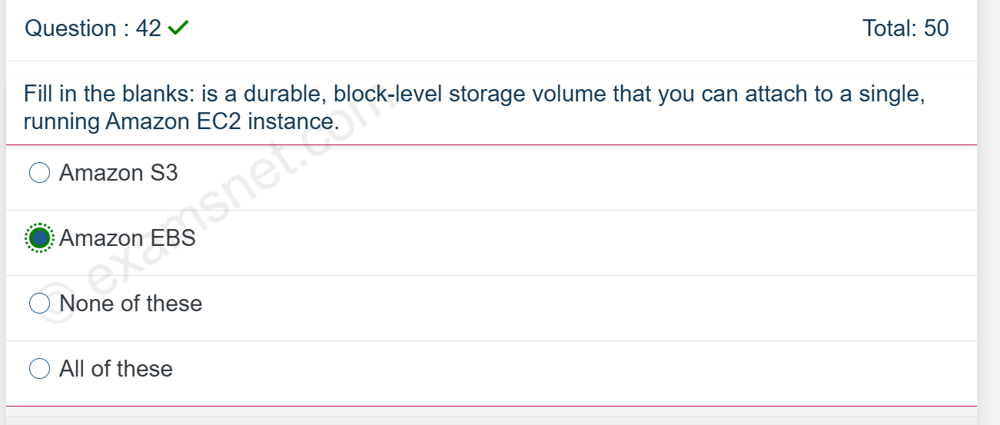 Question : 42
Total: 50
Fill in the blanks: is a durable, block-level storage volume that you can attach to a single,
running Amazon EC2 instance.
Amazon S3
Amazon EBS
None of these
All of these
© examsnet.com